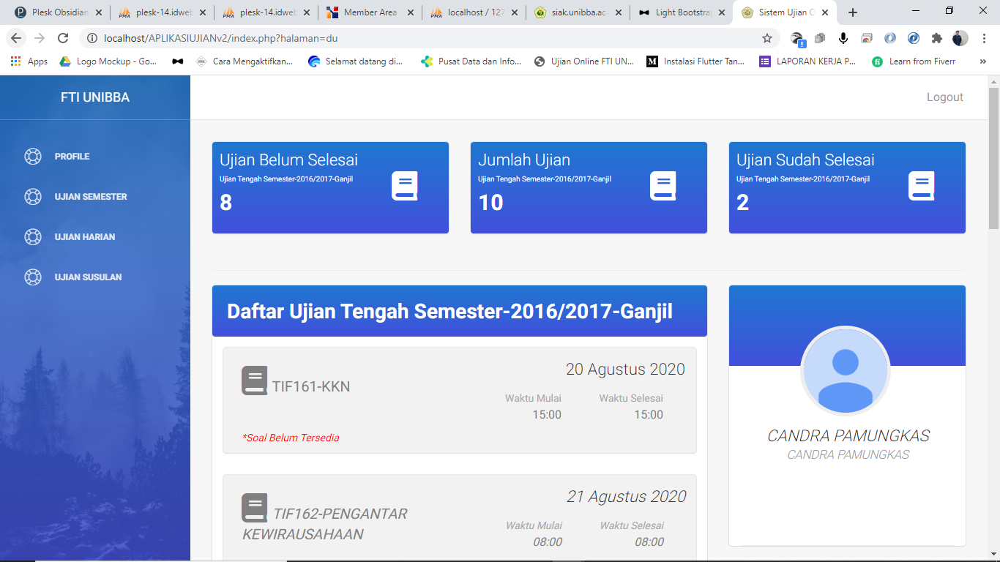 Plesk Obsidian
plesk-14.idweb
plesk-14.idweb
Member Area
localhost / 127
siak.unibba.ac.
Light Bootstrap
Sistem Ujian O
localhost/APLIKASIUJIANv2/index.php?halaman=du
Apps
Logo Mockup - Go...
Cara Mengaktifkan...
Selamat datang di...
Pusat Data dan Info...
Ujian Online FTI UN...
Instalasi Flutter Tan...
LAPORAN KERJA P...
Learn from Fiverr
FTI UNIBBA
Logout
PROFILE
UJIAN SEMESTER
UJIAN HARIAN
UJIAN SUSULAN
Ujian Belum Selesai
Ujian Tengah Semester-2016/2017-Ganjil
8
Jumlah Ujian
Ujian Tengah Semester-2016/2017-Ganjil
10
Ujian Sudah Selesai
Ujian Tengah Semester-2016/2017-Ganjil
2
Daftar Ujian Tengah Semester-2016/2017-Ganjil
TIF161-KKN
20 Agustus 2020
Waktu Mulai
15:00
Waktu Selesai
15:00
*Soal Belum Tersedia
TIF162-PENGANTAR
KEWIRAUSAHAAN
21 Agustus 2020
Waktu Mulai
08:00
Waktu Selesai
08:00
CANDRA PAMUNGKAS
CANDRA PAMUNGKAS